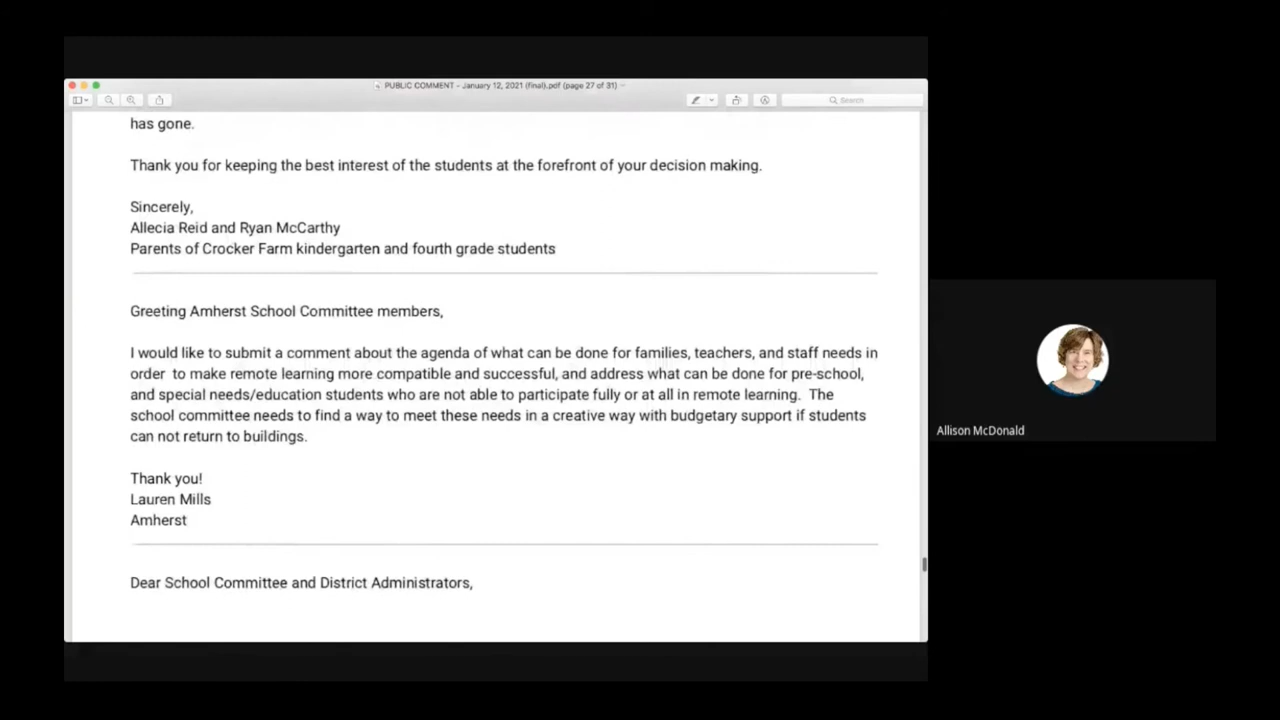 PUBLIC COMMENT - January 12, 2021 (final).pdf (page 27 of 31)
Search
has gone.
Thank you for keeping the best interest of the students at the forefront of your decision making.
Sincerely,
Allecia Reid and Ryan McCarthy
Parents of Crocker Farm kindergarten and fourth grade students
Greeting Amherst School Committee members,
I would like to submit a comment about the agenda of what can be done for families, teachers, and staff needs in
order  to make remote learning more compatible and successful, and address what can be done for pre-school,
and special needs/education students who are not able to participate fully or at all in remote learning.  The
school committee needs to find a way to meet these needs in a creative way with budgetary support if students
can not return to buildings.
Thank you!
Lauren Mills
Amherst
Dear School Committee and District Administrators,
Allison McDonald